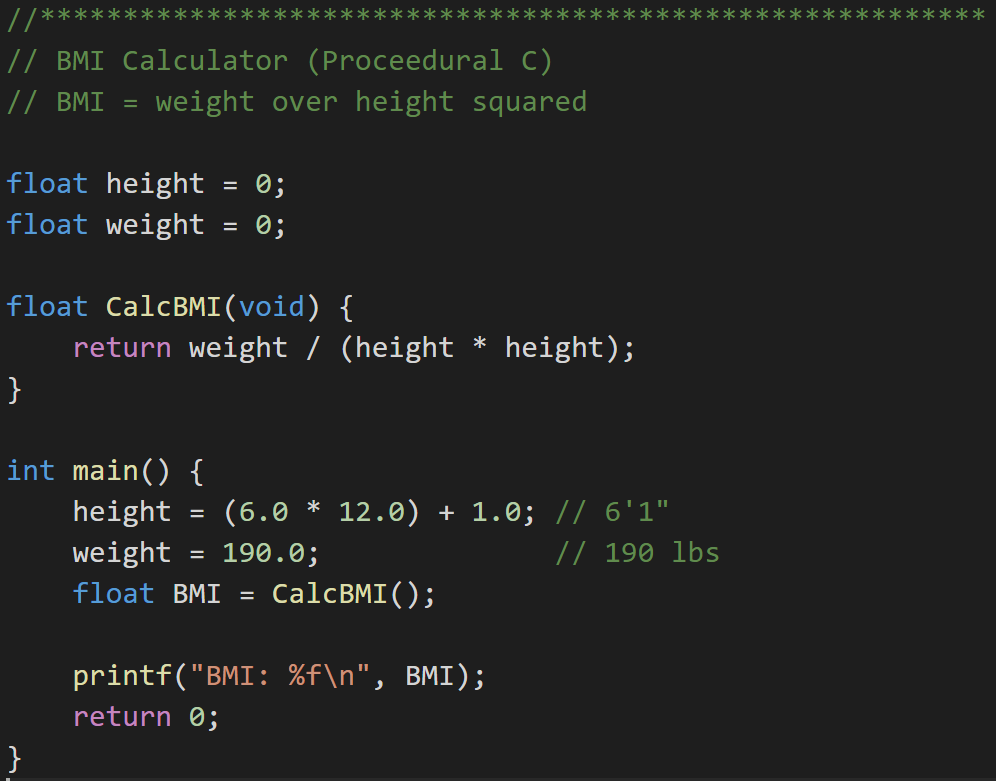 //*********************************************************
// BMI Calculator (Proceedural C)
// BMI = weight over height squared
float height = 0;
float weight = 0;
float CalcBMI(void) {
    return weight / (height * height);
}
int main() {
    height = (6.0 * 12.0) + 1.0; // 6'1"
    weight = 190.0;              // 190 lbs
    float BMI = CalcBMI();
    printf("BMI: %f\n", BMI);
    return 0;
}